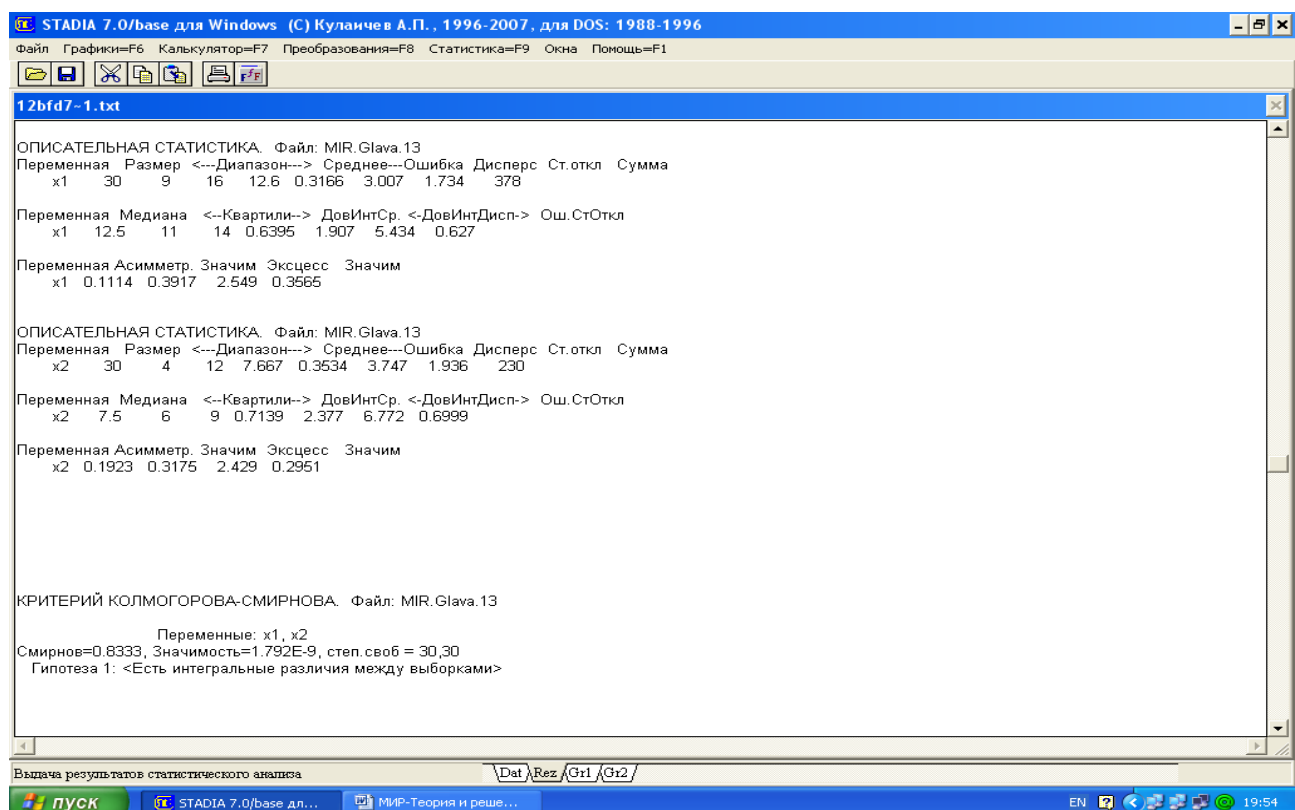 STADIA 7.0/base для Windows (C) Кулаичев А.П., 1996-2007, для DOS: 1988-1996
Файл Графики=F6 Калькулятор=F7 Преобразования=F8 Статистика=F9 Окна Помощь=F1
12bfd7~1.txt
ОПИСАТЕЛЬНАЯ СТАТИСТИКА. Файл: MIR.Glava.13
Переменная Размер <---Диапазон---> Среднее---Ошибка Дисперс Ст.откл Сумма
x1 30 9 16 12.6 0.3166 3.007 1.734 378
Переменная Медиана <--Квартили--> ДовИнтСр. <-ДовИнтДисп-> Ош.СтОткл
x1 12.5 11 14 0.6395 1.907 5.434 0.627
Переменная Асимметр. Значим Эксцесс Значим
x1 0.1114 0.3917 2.549 0.3565
ОПИСАТЕЛЬНАЯ СТАТИСТИКА. Файл: MIR.Glava.13
Переменная Размер <---Диапазон---> Среднее---Ошибка Дисперс Ст.откл Сумма
x2 30 4 12 7.667 0.3534 3.747 1.936 230
Переменная Медиана <--Квартили--> ДовИнтСр. <-ДовИнтДисп-> Ош.СтОткл
x2 7.5 6 9 0.7139 2.377 6.772 0.6999
Переменная Асимметр. Значим Эксцесс Значим
x2 0.1923 0.3175 2.429 0.2951
КРИТЕРИЙ КОЛМОГОРОВА-СМИРНОВА. Файл: MIR.Glava.13
Переменные: x1, x2
Смирнов=0.8333, Значимость=1.792E-9, степ.своб = 30,30
Гипотеза 1: <Есть интегральные различия между выборками>
Выдача результатов статистического анализа Dat Rez Gr1 Gr2
пуск STADIA 7.0/base дл... МИР-Теория и реше... EN 19:54